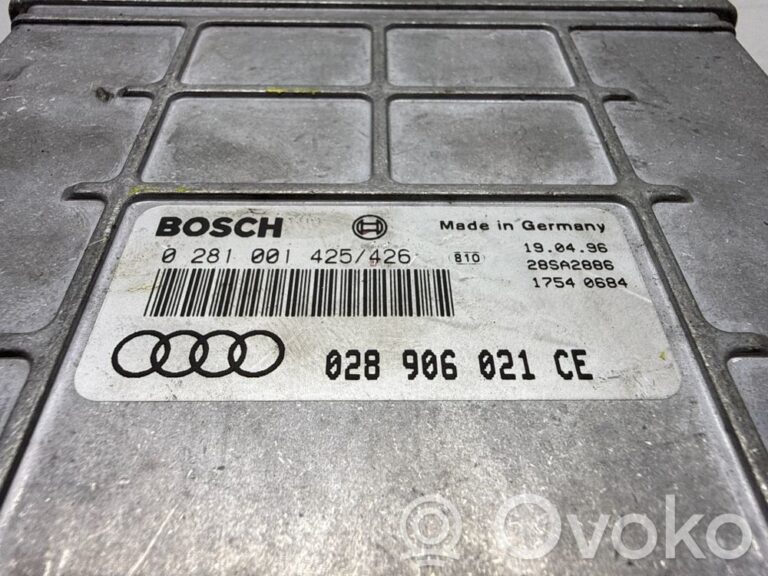 BOSCH
Made in Germany
0 281 001 425/426
810
19.04.96
28SA2886
1754 0684
028 906 021 CE
Ovoko